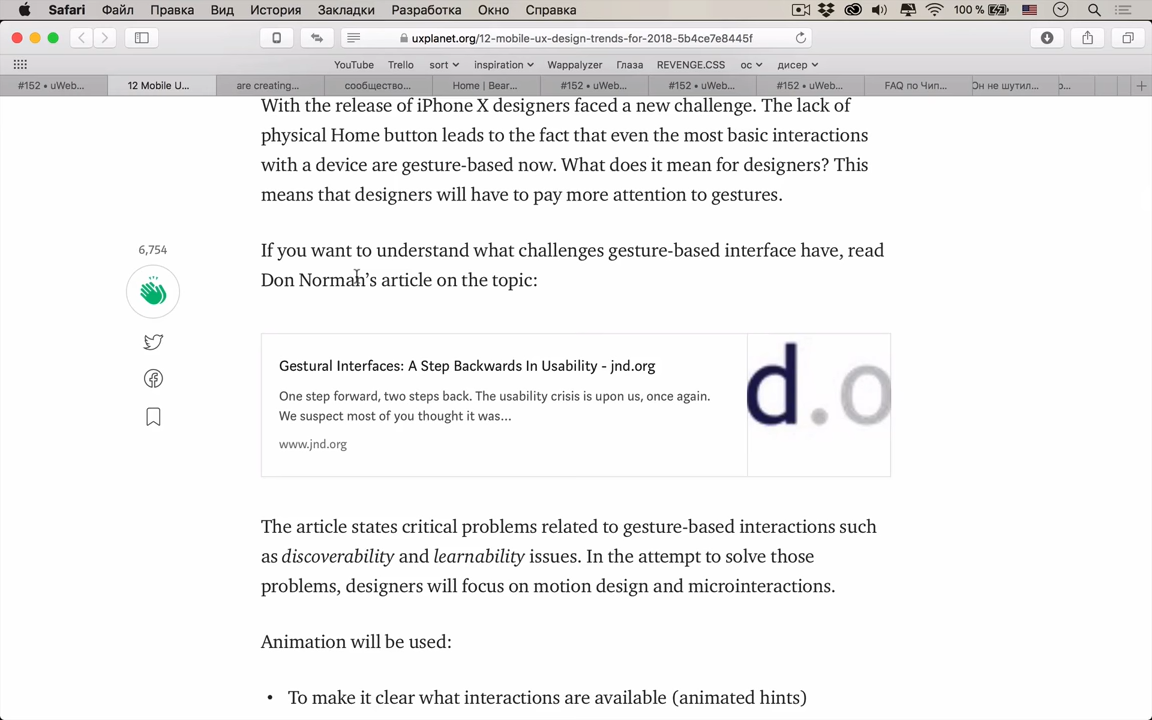 Safari Файл Правка Вид История Закладки Разработка Окно Справка 100 %
uxplanet.org/12-mobile-ux-design-trends-for-2018-5b4ce7e8445f
YouTube Trello sort inspiration Wappalyzer Глаза REVENGE.CSS ос дисер
#152 • uWeb... 12 Mobile U... are creating... сообщество... Home | Bear... #152 • uWeb... #152 • uWeb... #152 • uWeb... FAQ по Чип... Он не шутил...
With the release of iPhone X designers faced a new challenge. The lack of
physical Home button leads to the fact that even the most basic interactions
with a device are gesture-based now. What does it mean for designers? This
means that designers will have to pay more attention to gestures.
6,754
If you want to understand what challenges gesture-based interface have, read
Don Norman’s article on the topic:
Gestural Interfaces: A Step Backwards In Usability - jnd.org
One step forward, two steps back. The usability crisis is upon us, once again.
We suspect most of you thought it was...
www.jnd.org
d.o
The article states critical problems related to gesture-based interactions such
as discoverability and learnability issues. In the attempt to solve those
problems, designers will focus on motion design and microinteractions.
Animation will be used:
• To make it clear what interactions are available (animated hints)